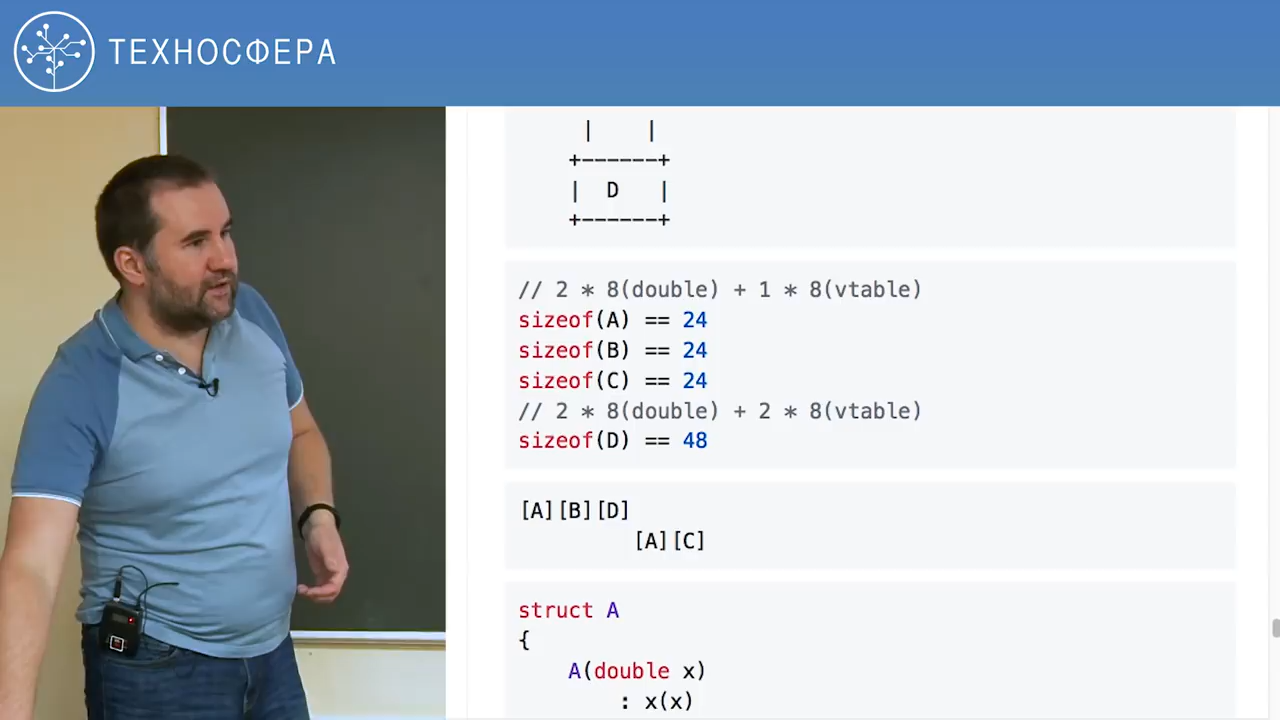 ТЕХНОСФЕРА
|    |
+------+
|  D   |
+------+
// 2 * 8(double) + 1 * 8(vtable)
sizeof(A) == 24
sizeof(B) == 24
sizeof(C) == 24
// 2 * 8(double) + 2 * 8(vtable)
sizeof(D) == 48
[A][B][D]
[A][C]
struct A
{
A(double x)
: x(x)